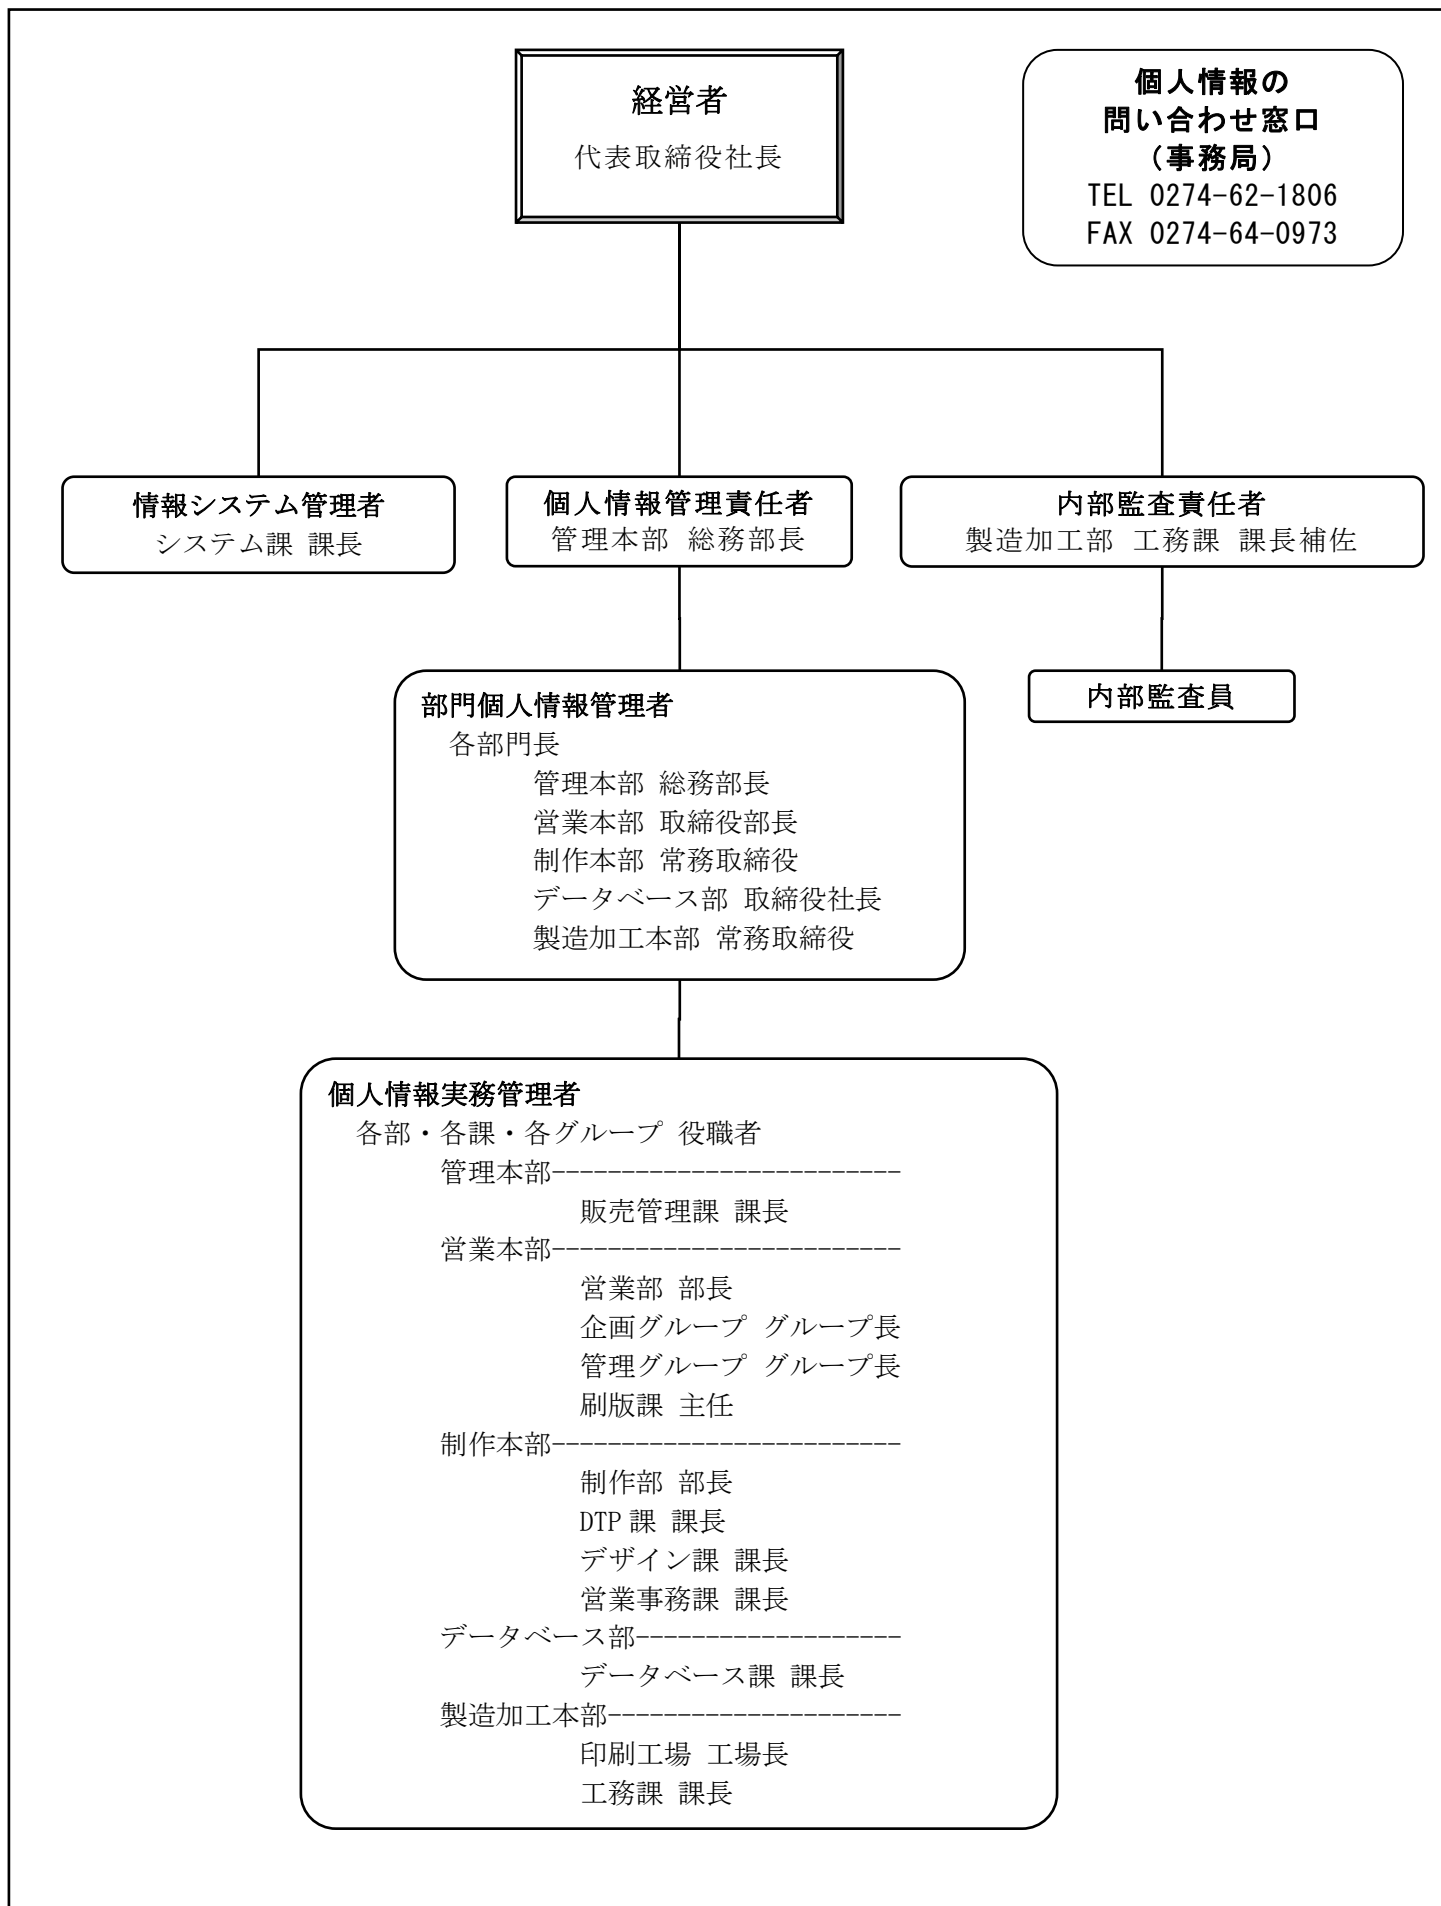 経営者
代表取締役社長
個人情報の
問い合わせ窓口
(事務局)
TEL 0274-62-1806
FAX 0274-64-0973
情報システム管理者
システム課 課長
個人情報管理責任者
管理本部 総務部長
内部監査責任者
製造加工部 工務課 課長補佐
部門個人情報管理者
各部門長
管理本部 総務部長
営業本部 取締役部長
制作本部 常務取締役
データベース部 取締役社長
製造加工本部 常務取締役
内部監査員
個人情報実務管理者
各部・各課・各グループ 役職者
管理本部-------------------------
販売管理課 課長
営業本部-------------------------
営業部 部長
企画グループ グループ長
管理グループ グループ長
刷版課 主任
制作本部-------------------------
制作部 部長
DTP課 課長
デザイン課 課長
営業事務課 課長
データベース部-------------------
データベース課 課長
製造加工本部---------------------
印刷工場 工場長
工務課 課長